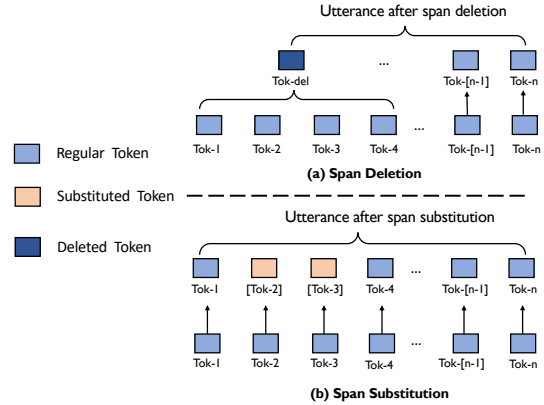 Utterance after span deletion
...
Tok-del Tok-[n-1] Tok-n
...
Tok-1 Tok-2 Tok-3 Tok-4 Tok-[n-1] Tok-n
(a) Span Deletion
Regular Token
Substituted Token
Deleted Token
Utterance after span substitution
...
Tok-1 [Tok-2] [Tok-3] Tok-4 Tok-[n-1] Tok-n
...
Tok-1 Tok-2 Tok-3 Tok-4 Tok-[n-1] Tok-n
(b) Span Substitution